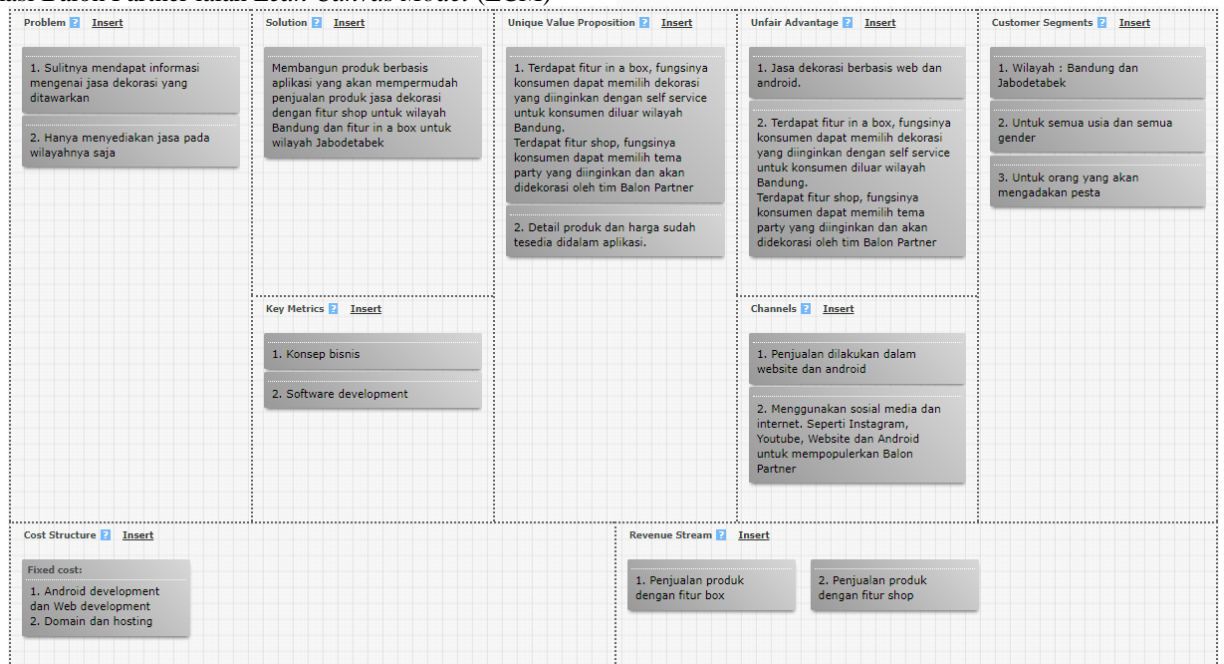 Balon Partner ialah Lean Canvas Model (LCM)
Problem ? Insert
1. Sulitnya mendapat informasi
mengenai jasa dekorasi yang
ditawarkan
2. Hanya menyediakan jasa pada
wilayahnya saja
Solution ? Insert
Membangun produk berbasis
aplikasi yang akan mempermudah
penjualan produk jasa dekorasi
dengan fitur shop untuk wilayah
Bandung dan fitur in a box untuk
wilayah Jabodetabek
Key Metrics ? Insert
1. Konsep bisnis
2. Software development
Unique Value Proposition ? Insert
1. Terdapat fitur in a box, fungsinya
konsumen dapat memilih dekorasi
yang diinginkan dengan self service
untuk konsumen diluar wilayah
Bandung.
Terdapat fitur shop, fungsinya
konsumen dapat memilih tema
party yang diinginkan dan akan
didekorasi oleh tim Balon Partner
2. Detail produk dan harga sudah
tesedia didalam aplikasi.
Unfair Advantage ? Insert
1. Jasa dekorasi berbasis web dan
android.
2. Terdapat fitur in a box, fungsinya
konsumen dapat memilih dekorasi
yang diinginkan dengan self service
untuk konsumen diluar wilayah
Bandung.
Terdapat fitur shop, fungsinya
konsumen dapat memilih tema
party yang diinginkan dan akan
didekorasi oleh tim Balon Partner
Channels ? Insert
1. Penjualan dilakukan dalam
website dan android
2. Menggunakan sosial media dan
internet. Seperti Instagram,
Youtube, Website dan Android
untuk mempopulerkan Balon
Partner
Customer Segments ? Insert
1. Wilayah : Bandung dan
Jabodetabek
2. Untuk semua usia dan semua
gender
3. Untuk orang yang akan
mengadakan pesta
Cost Structure ? Insert
Fixed cost:
1. Android development
dan Web development
2. Domain dan hosting
Revenue Stream ? Insert
1. Penjualan produk
dengan fitur box
2. Penjualan produk
dengan fitur shop